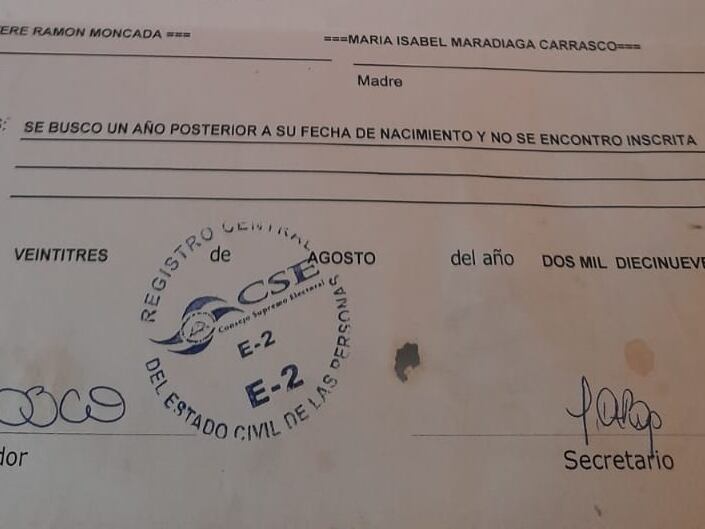 ERE RAMON MONCADA ===
===MARIA ISABEL MARADIAGA CARRASCO===
Madre
SE BUSCO UN AÑO POSTERIOR A SU FECHA DE NACIMIENTO Y NO SE ENCONTRO INSCRITA
VEINTITRES de AGOSTO del año DOS MIL DIECINUEVE
REGISTRO CENTRAL
CSE
Consejo Supremo Electoral
E-2
E-2
DEL ESTADO CIVIL DE LAS PERSONAS
dor
Secretario